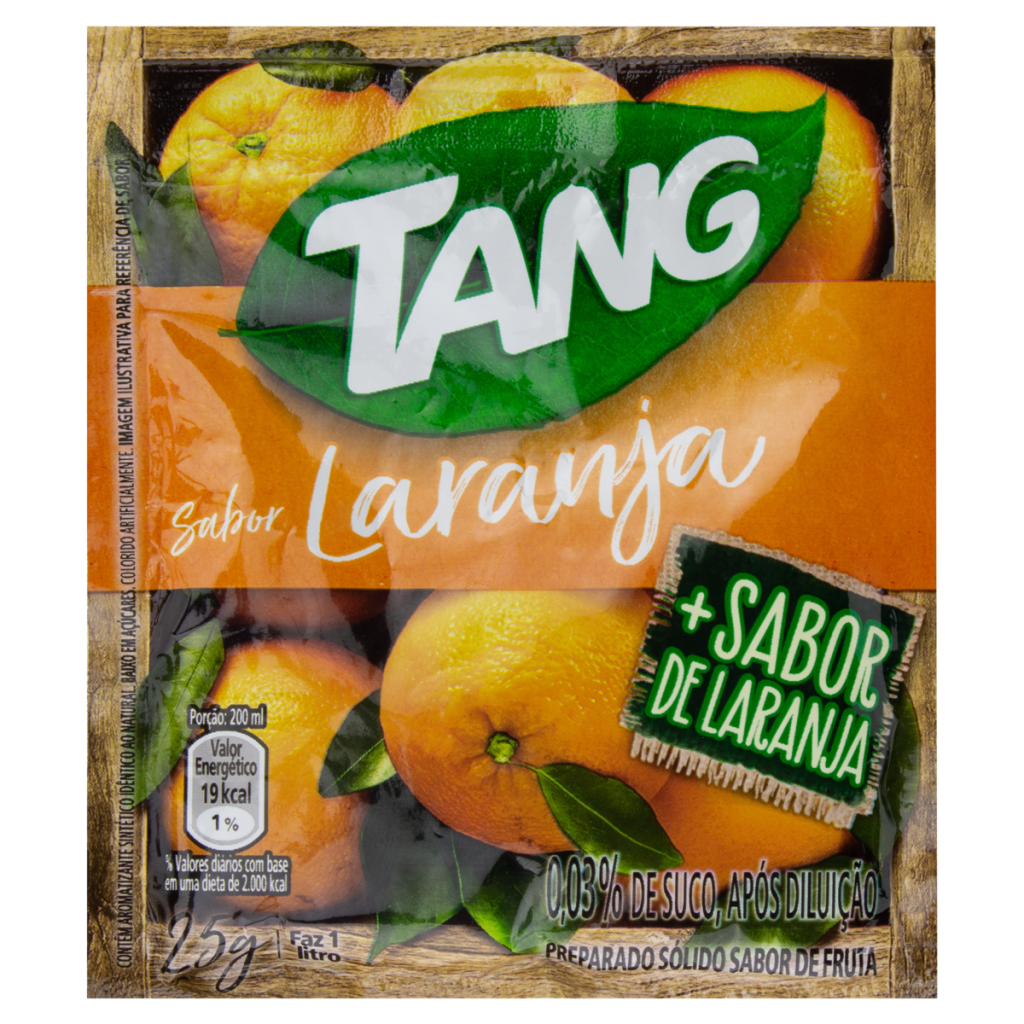 TANG
Sabor Laranja
+ SABOR
DE LARANJA
Porção: 200 ml
Valor
Energético
19 kcal
1%
% Valores diários com base
em uma dieta de 2.000 kcal
25g
Faz 1
litro
0,03% DE SUCO, APÓS DILUIÇÃO
PREPARADO SÓLIDO SABOR DE FRUTA
CONTÉM AROMATIZANTE SINTÉTICO IDÊNTICO AO NATURAL. BAIXO EM AÇÚCARES. COLORIDO ARTIFICIALMENTE. IMAGEM ILUSTRATIVA PARA REFERÊNCIA DE SABOR